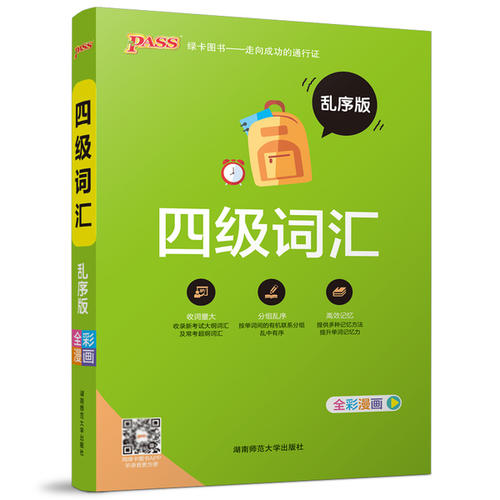 PASS 绿卡图书——走向成功的通行证
乱序版
四级词汇
收词量大
收录新考试大纲词汇
及常考超纲词汇
分组乱序
按单词间的有机联系分组
乱中有序
高效记忆
提供多种记忆方法
提升单词记忆力
全彩漫画
湖南师范大学出版社
四级词汇
乱序版
全彩
漫画
湖南师范大学出版社